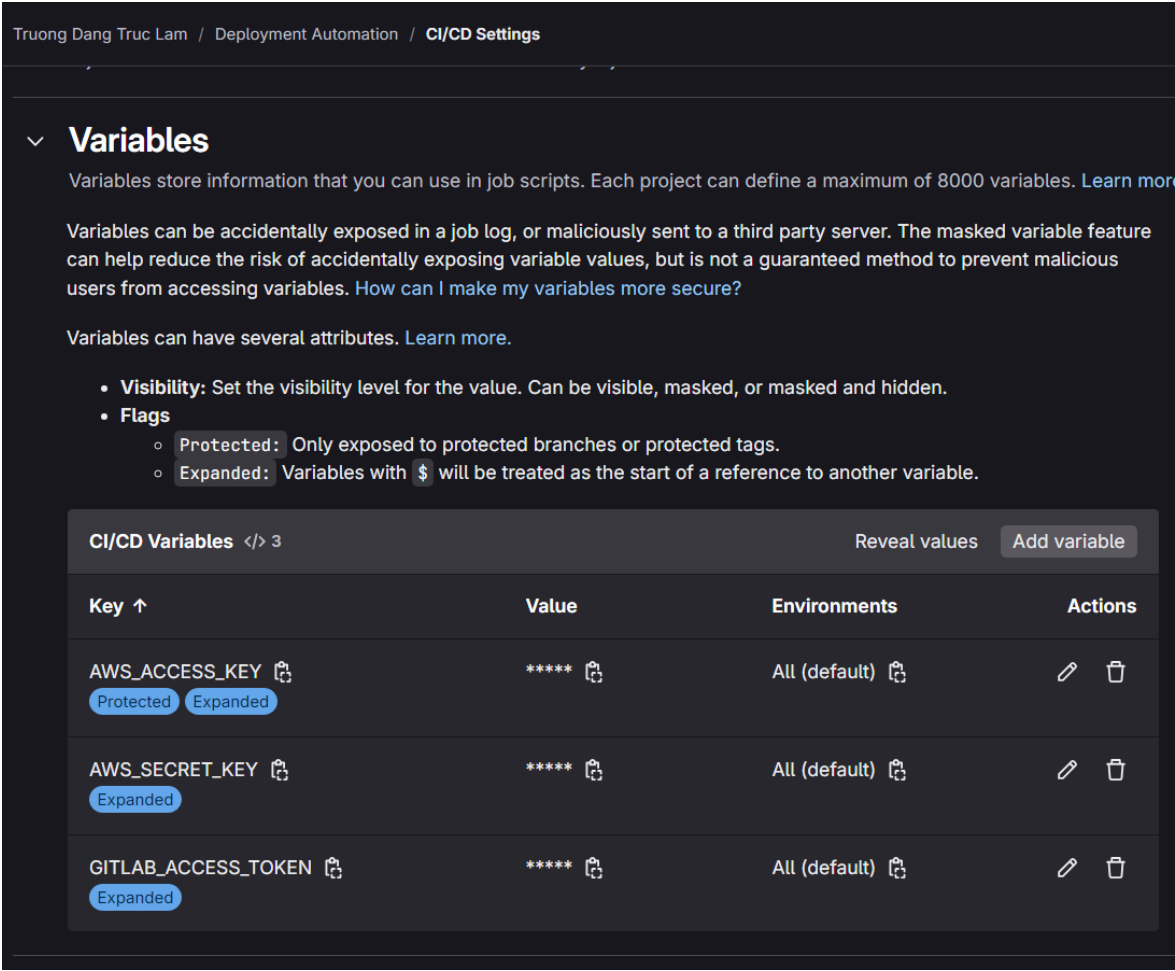 Truong Dang Truc Lam / Deployment Automation / CI/CD Settings
Variables
Variables store information that you can use in job scripts. Each project can define a maximum of 8000 variables. Learn more
Variables can be accidentally exposed in a job log, or maliciously sent to a third party server. The masked variable feature
can help reduce the risk of accidentally exposing variable values, but is not a guaranteed method to prevent malicious
users from accessing variables. How can I make my variables more secure?
Variables can have several attributes. Learn more.
• Visibility: Set the visibility level for the value. Can be visible, masked, or masked and hidden.
• Flags
◦ Protected: Only exposed to protected branches or protected tags.
◦ Expanded: Variables with $ will be treated as the start of a reference to another variable.
CI/CD Variables </> 3 Reveal values Add variable
Key ↑ Value Environments Actions
AWS_ACCESS_KEY ***** All (default)
Protected Expanded
AWS_SECRET_KEY ***** All (default)
Expanded
GITLAB_ACCESS_TOKEN ***** All (default)
Expanded